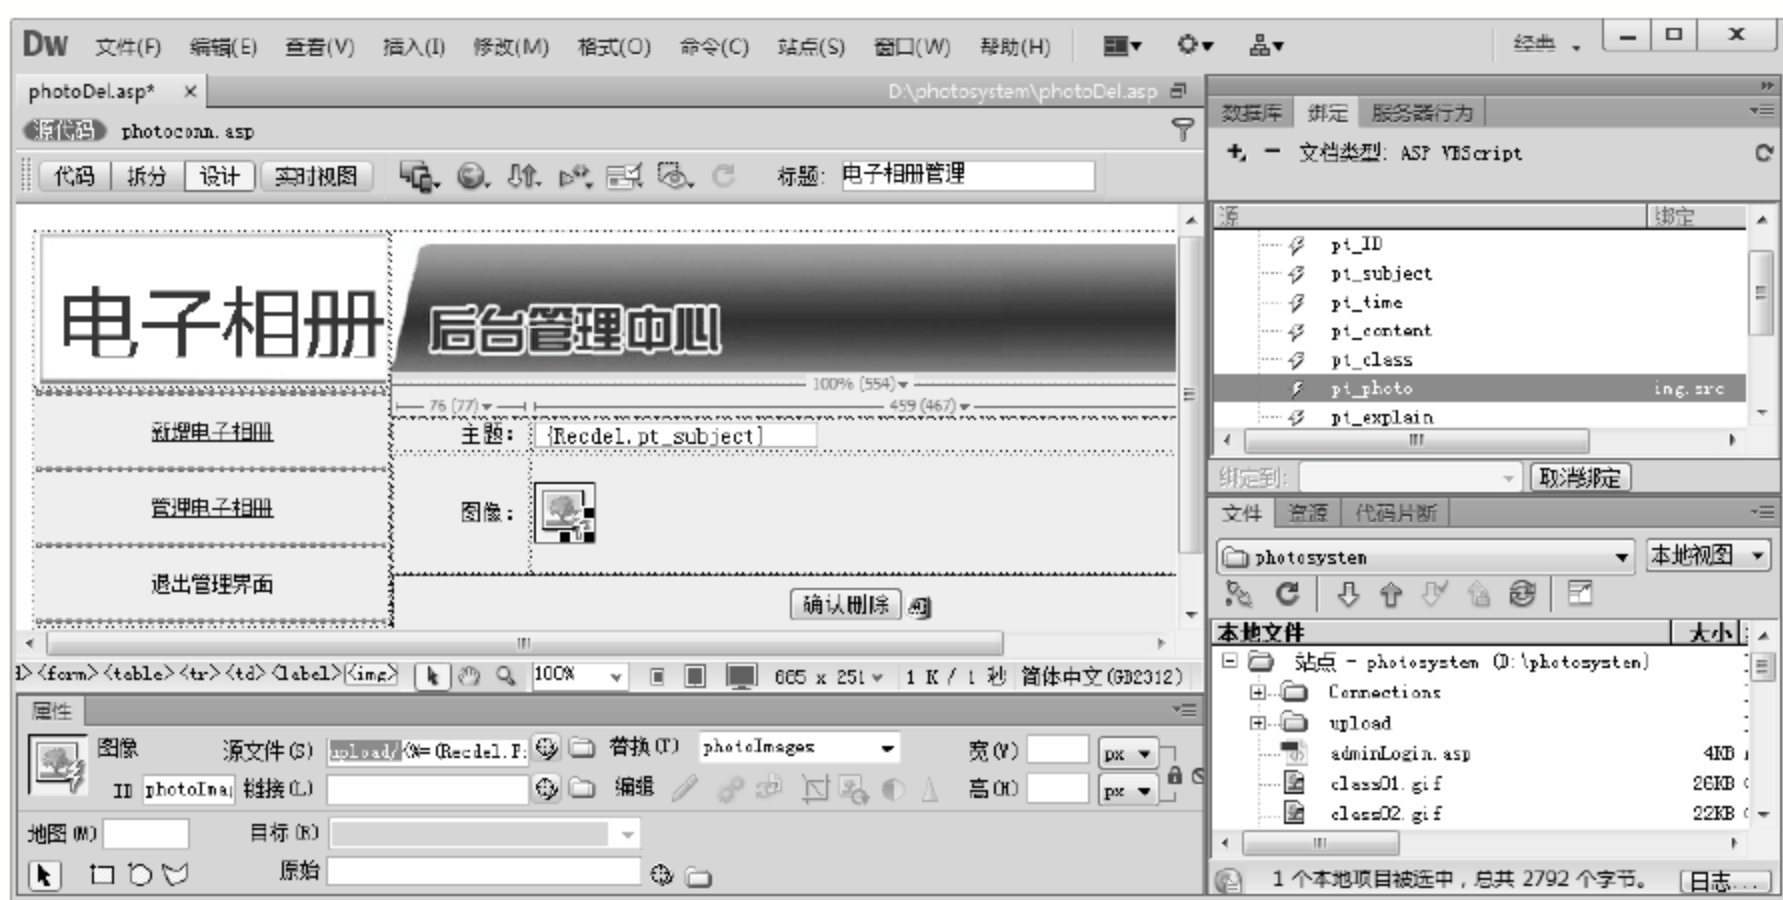 Dw 文件(F) 编辑(E) 查看(V) 插入(I) 修改(M) 格式(O) 命令(C) 站点(S) 窗口(W) 帮助(H) 经典
photoDel.asp* × D:\photosystem\photoDel.asp
源代码 photoconn.asp
代码 拆分 设计 实时视图 标题: 电子相册管理
电子相册 后台管理中心
100% (554)
76 (77) 459 (467)
新增电子相册 主题: {Recdel.pt_subject}
管理电子相册 图像:
退出管理界面
确认删除
<form><table><tr><td><label><img> 100% 665 x 251 1 K / 1 秒 简体中文(GB2312)
属性
图像 源文件(S) upload/<%=(Recdel.F: 替换(T) photoImages 宽(W) px
ID photoIma 链接(L) 编辑 高(H) px
地图(M) 目标(R)
原始
数据库 绑定 服务器行为
文档类型: ASP VBScript
源 绑定
pt_ID
pt_subject
pt_time
pt_content
pt_class
pt_photo img.src
pt_explain
绑定到: 取消绑定
文件 资源 代码片断
photosystem 本地视图
本地文件 大小
站点 - photosystem (D:\photosystem)
Connections
upload
adminLogin.asp 4KB
class01.gif 26KB
class02.gif 22KB
1 个本地项目被选中，总共 2792 个字节。 日志...